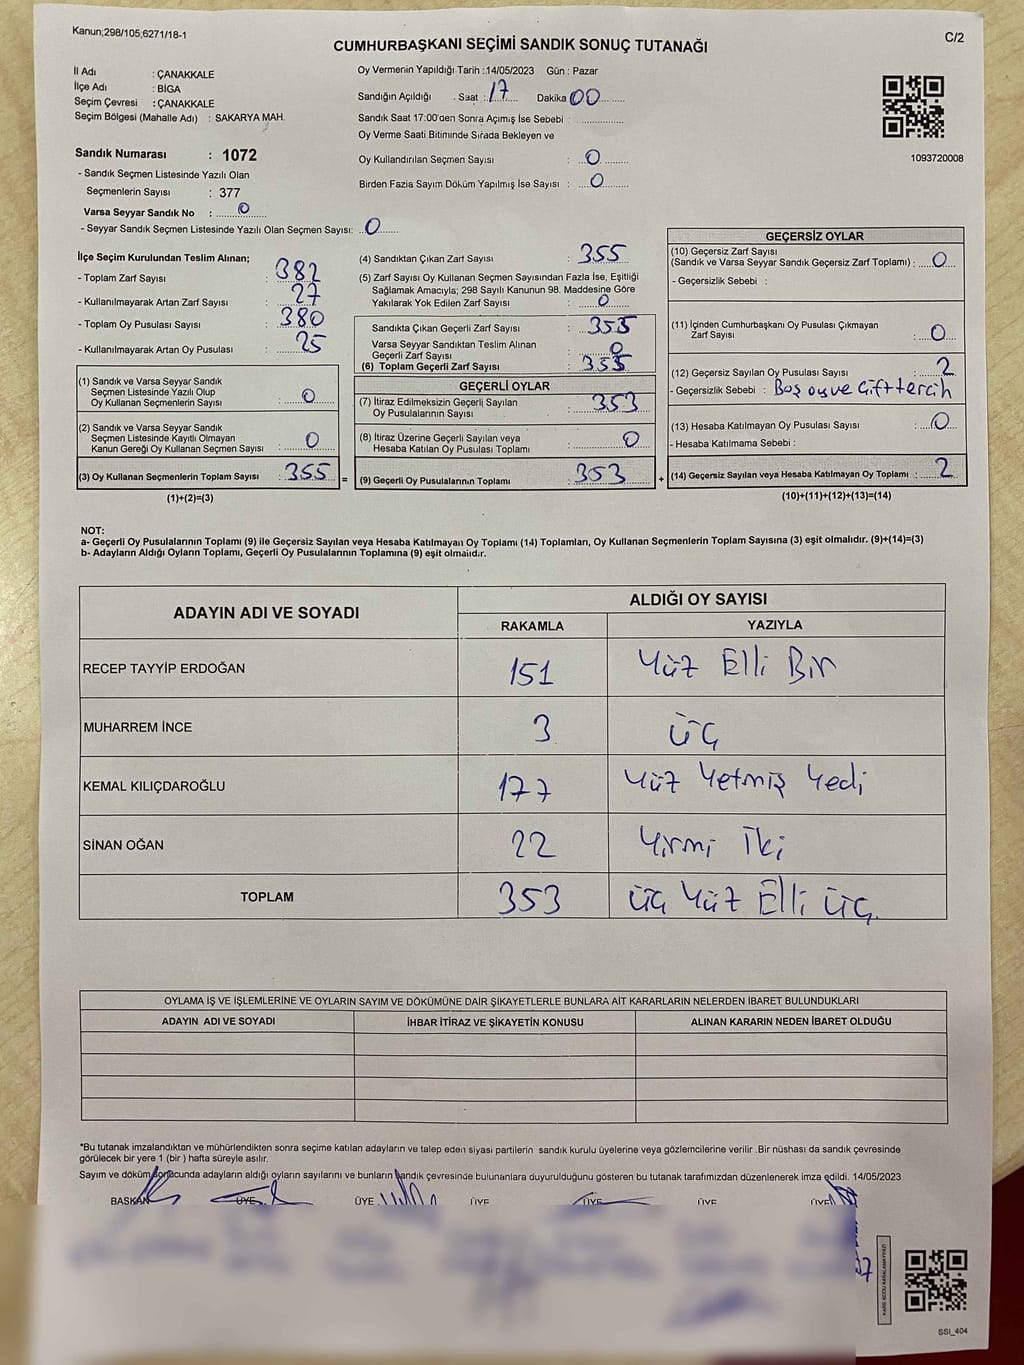 Kanun;298/105;6271/18-1
C/2
CUMHURBAŞKANI SEÇİMİ SANDIK SONUÇ TUTANAĞI
İl Adı : ÇANAKKALE
İlçe Adı : BİGA
Seçim Çevresi : ÇANAKKALE
Seçim Bölgesi (Mahalle Adı) : SAKARYA MAH.
Sandık Numarası : 1072
- Sandık Seçmen Listesinde Yazılı Olan
Seçmenlerin Sayısı : 377
Varsa Seyyar Sandık No : 0
- Seyyar Sandık Seçmen Listesinde Yazılı Olan Seçmen Sayısı: 0
Oy Vermenin Yapıldığı Tarih :14/05/2023 Gün : Pazar
Sandığın Açıldığı Saat : 17 Dakika 00
Sandık Saat 17:00'den Sonra Açımış İse Sebebi :
Oy Verme Saati Bitiminde Sırada Bekleyen ve
Oy Kullandırılan Seçmen Sayısı : 0
Birden Fazla Sayım Döküm Yapılmış İse Sayısı : 0
1093720008
İlçe Seçim Kurulundan Teslim Alınan;
- Toplam Zarf Sayısı : 382
- Kullanılmayarak Artan Zarf Sayısı : 27
- Toplam Oy Pusulası Sayısı : 380
- Kullanılmayarak Artan Oy Pusulası : 25
(1) Sandık ve Varsa Seyyar Sandık
Seçmen Listesinde Yazılı Olup
Oy Kullanan Seçmenlerin Sayısı : 0
(2) Sandık ve Varsa Seyyar Sandık
Seçmen Listesinde Kayıtlı Olmayan
Kanun Gereği Oy Kullanan Seçmen Sayısı : 0
(3) Oy Kullanan Seçmenlerin Toplam Sayısı : 355 =
(1)+(2)=(3)
(4) Sandıktan Çıkan Zarf Sayısı : 355
(5) Zarf Sayısı Oy Kullanan Seçmen Sayısından Fazla İse, Eşitliği
Sağlamak Amacıyla; 298 Sayılı Kanunun 98. Maddesine Göre
Yakılarak Yok Edilen Zarf Sayısı : 0
Sandıkta Çıkan Geçerli Zarf Sayısı : 355
Varsa Seyyar Sandıktan Teslim Alınan
Geçerli Zarf Sayısı : 0
(6) Toplam Geçerli Zarf Sayısı : 355
GEÇERLİ OYLAR
(7) İtiraz Edilmeksizin Geçerli Sayılan
Oy Pusulalarının Sayısı : 353
(8) İtiraz Üzerine Geçerli Sayılan veya
Hesaba Katılan Oy Pusulası Toplamı : 0
(9) Geçerli Oy Pusulalarının Toplamı : 353 +
GEÇERSİZ OYLAR
(10) Geçersiz Zarf Sayısı
(Sandık ve Varsa Seyyar Sandık Geçersiz Zarf Toplamı) : 0
- Geçersizlik Sebebi :
(11) İçinden Cumhurbaşkanı Oy Pusulası Çıkmayan
Zarf Sayısı : 0
(12) Geçersiz Sayılan Oy Pusulası Sayısı : 2
- Geçersizlik Sebebi : Boş oy ve Çift tercih
(13) Hesaba Katılmayan Oy Pusulası Sayısı : 0
- Hesaba Katılmama Sebebi :
(14) Geçersiz Sayılan veya Hesaba Katılmayan Oy Toplamı : 2
(10)+(11)+(12)+(13)=(14)
NOT:
a- Geçerli Oy Pusulalarının Toplamı (9) ile Geçersiz Sayılan veya Hesaba Katılmayan Oy Toplamı (14) Toplamları, Oy Kullanan Seçmenlerin Toplam Sayısına (3) eşit olmalıdır. (9)+(14)=(3)
b- Adayların Aldığı Oyların Toplamı, Geçerli Oy Pusulalarının Toplamına (9) eşit olmalıdır.
ADAYIN ADI VE SOYADI ALDIĞI OY SAYISI
RAKAMLA YAZIYLA
RECEP TAYYİP ERDOĞAN 151 Yüz Elli Bir
MUHARREM İNCE 3 üç
KEMAL KILIÇDAROĞLU 177 Yüz Yetmiş Yedi
SİNAN OĞAN 22 Yirmi İki
TOPLAM 353 üç Yüz Elli üç
OYLAMA İŞ VE İŞLEMLERİNE VE OYLARIN SAYIM VE DÖKÜMÜNE DAİR ŞİKAYETLERLE BUNLARA AİT KARARLARIN NELERDEN İBARET BULUNDUKLARI
ADAYIN ADI VE SOYADI İHBAR İTİRAZ VE ŞİKAYETİN KONUSU ALINAN KARARIN NEDEN İBARET OLDUĞU
*Bu tutanak imzalandıktan ve mühürlendikten sonra seçime katılan adayların ve talep eden siyasi partilerin sandık kurulu üyelerine veya gözlemcilerine verilir .Bir nüshası da sandık çevresinde
görülecek bir yere 1 (bir ) hafta süreyle asılır.
Sayım ve döküm sonucunda adayların aldığı oyların sayılarını ve bunların sandık çevresinde bulunanlara duyurulduğunu gösteren bu tutanak tarafımızdan düzenlenerek imza edildi. 14/05/2023
BAŞKAN ÜYE ÜYE ÜYE ÜYE ÜYE ÜYE
SSİ_404